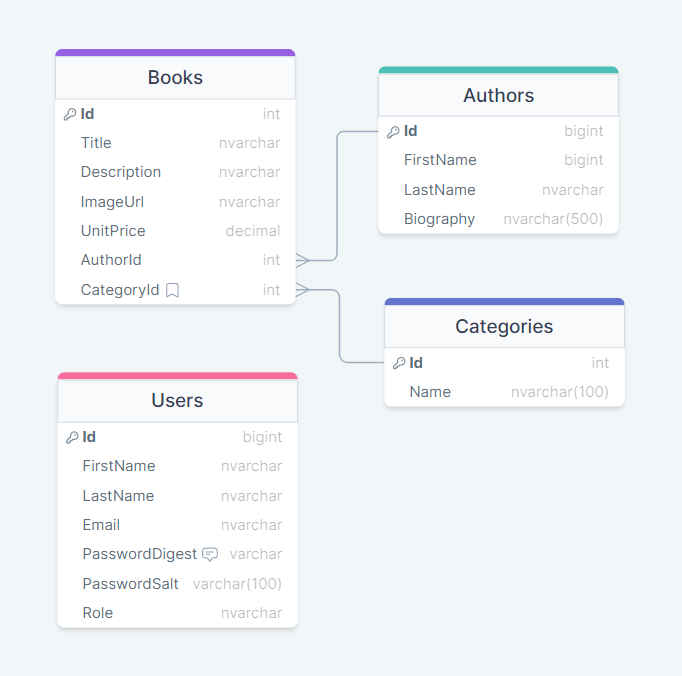 Books
Id int
Title nvarchar
Description nvarchar
ImageUrl nvarchar
UnitPrice decimal
AuthorId int
CategoryId int
Authors
Id bigint
FirstName bigint
LastName nvarchar
Biography nvarchar(500)
Categories
Id int
Name nvarchar(100)
Users
Id bigint
FirstName nvarchar
LastName nvarchar
Email nvarchar
PasswordDigest varchar
PasswordSalt varchar(100)
Role nvarchar